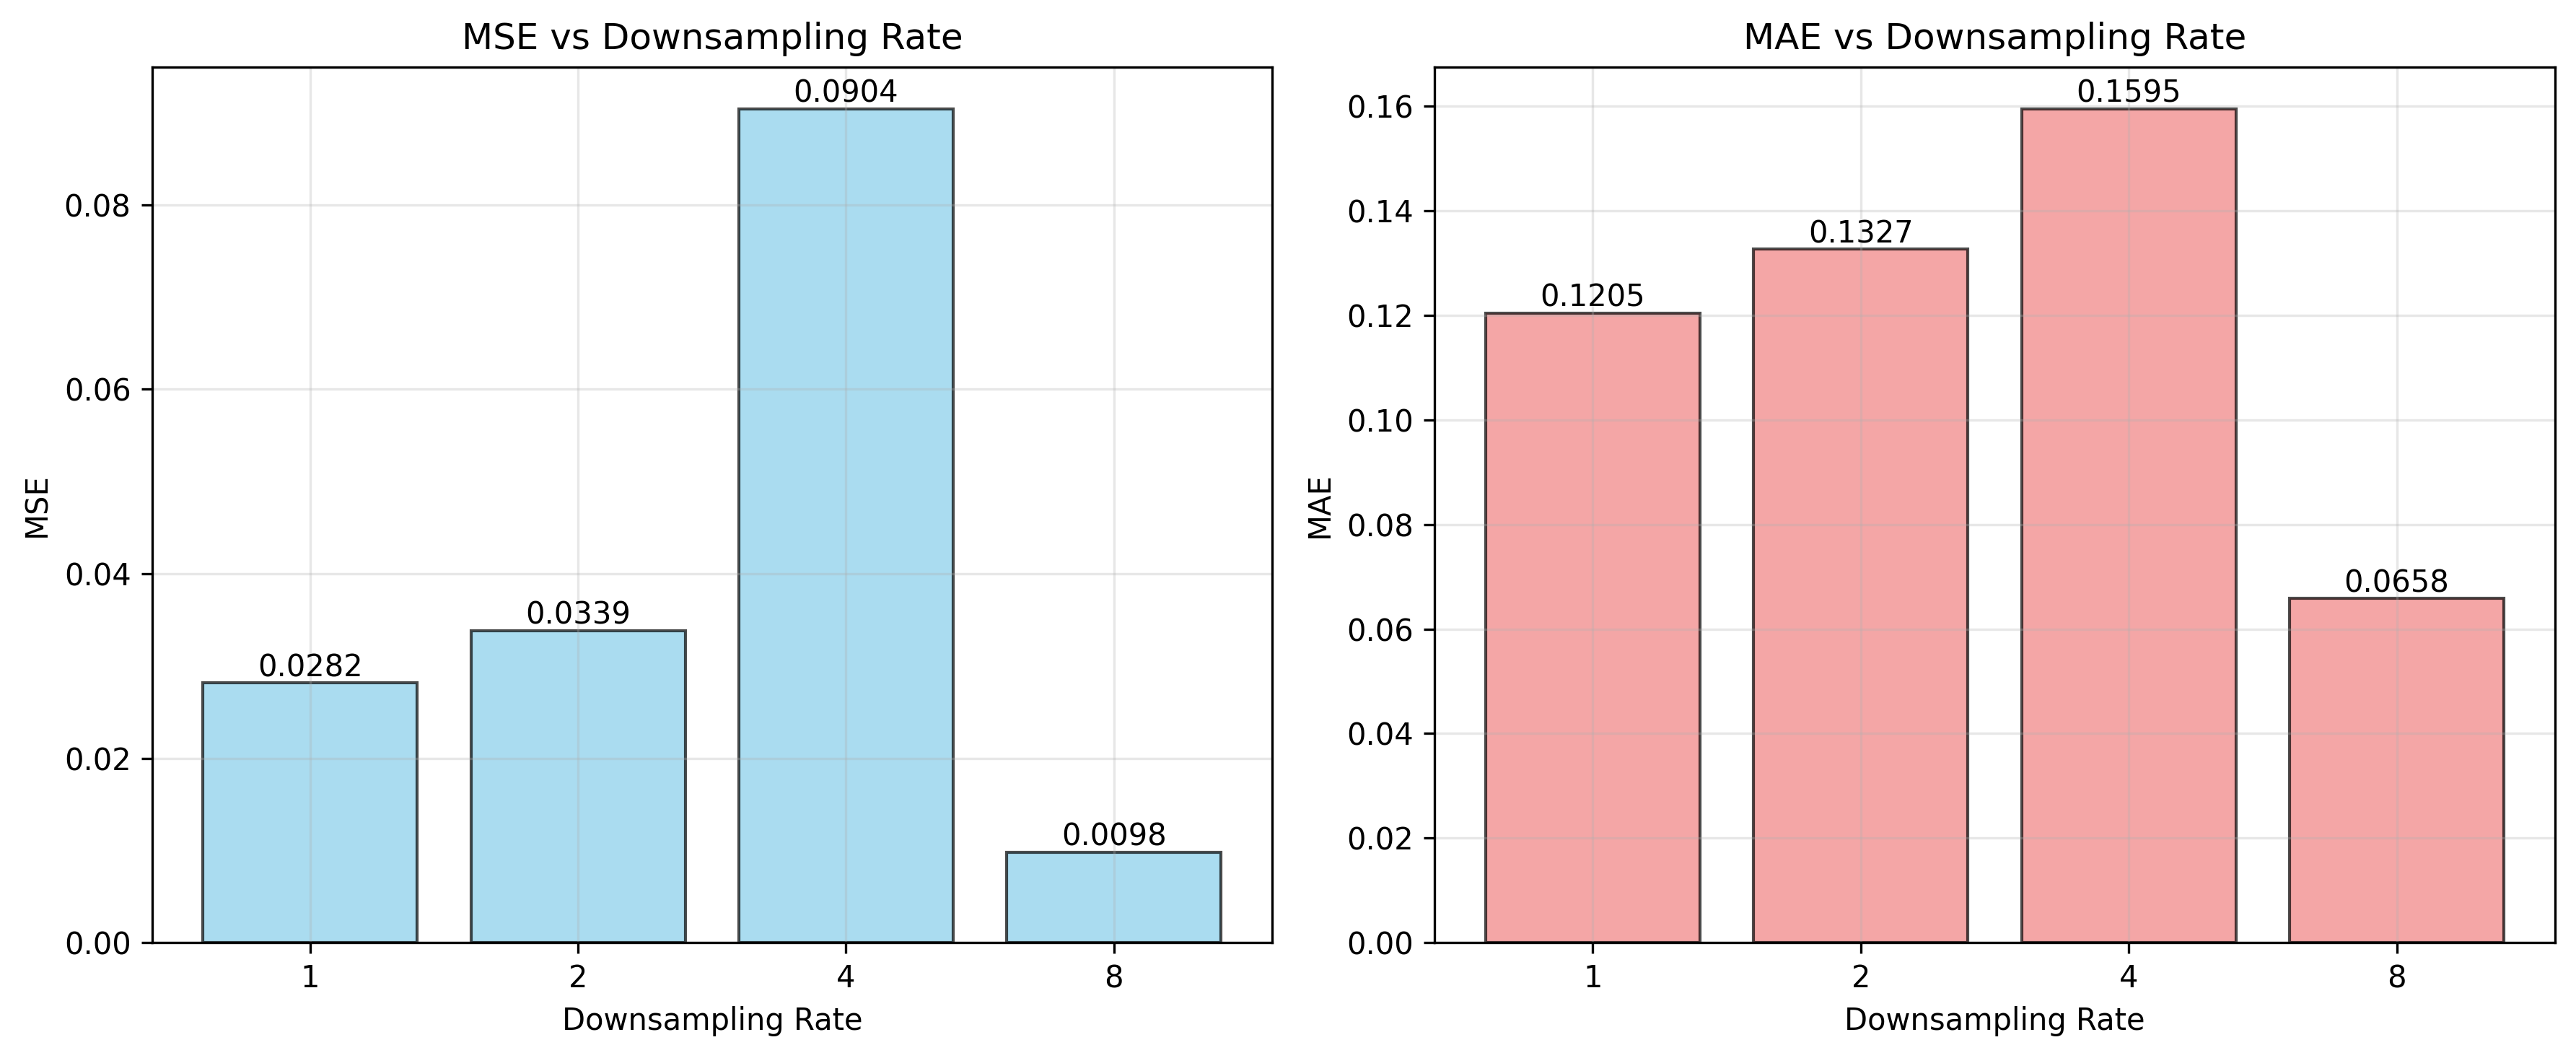 MSE vs Downsampling Rate
0.08
0.06
0.04
0.02
0.00
MSE
0.0282
0.0339
0.0904
0.0098
1 2 4 8
Downsampling Rate
MAE vs Downsampling Rate
0.16
0.14
0.12
0.10
0.08
0.06
0.04
0.02
0.00
MAE
0.1205
0.1327
0.1595
0.0658
1 2 4 8
Downsampling Rate